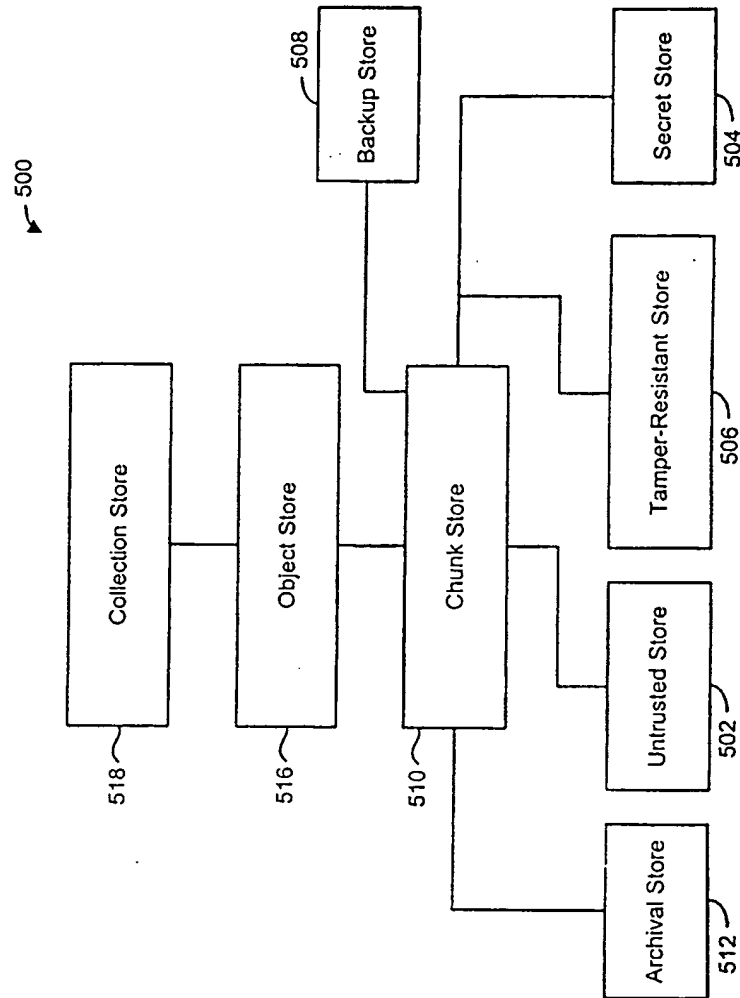 500
Collection Store
518
Object Store
516
508
Backup Store
Chunk Store
510
Archival Store
512
Untrusted Store
502
Tamper-Resistant Store
506
Secret Store
504